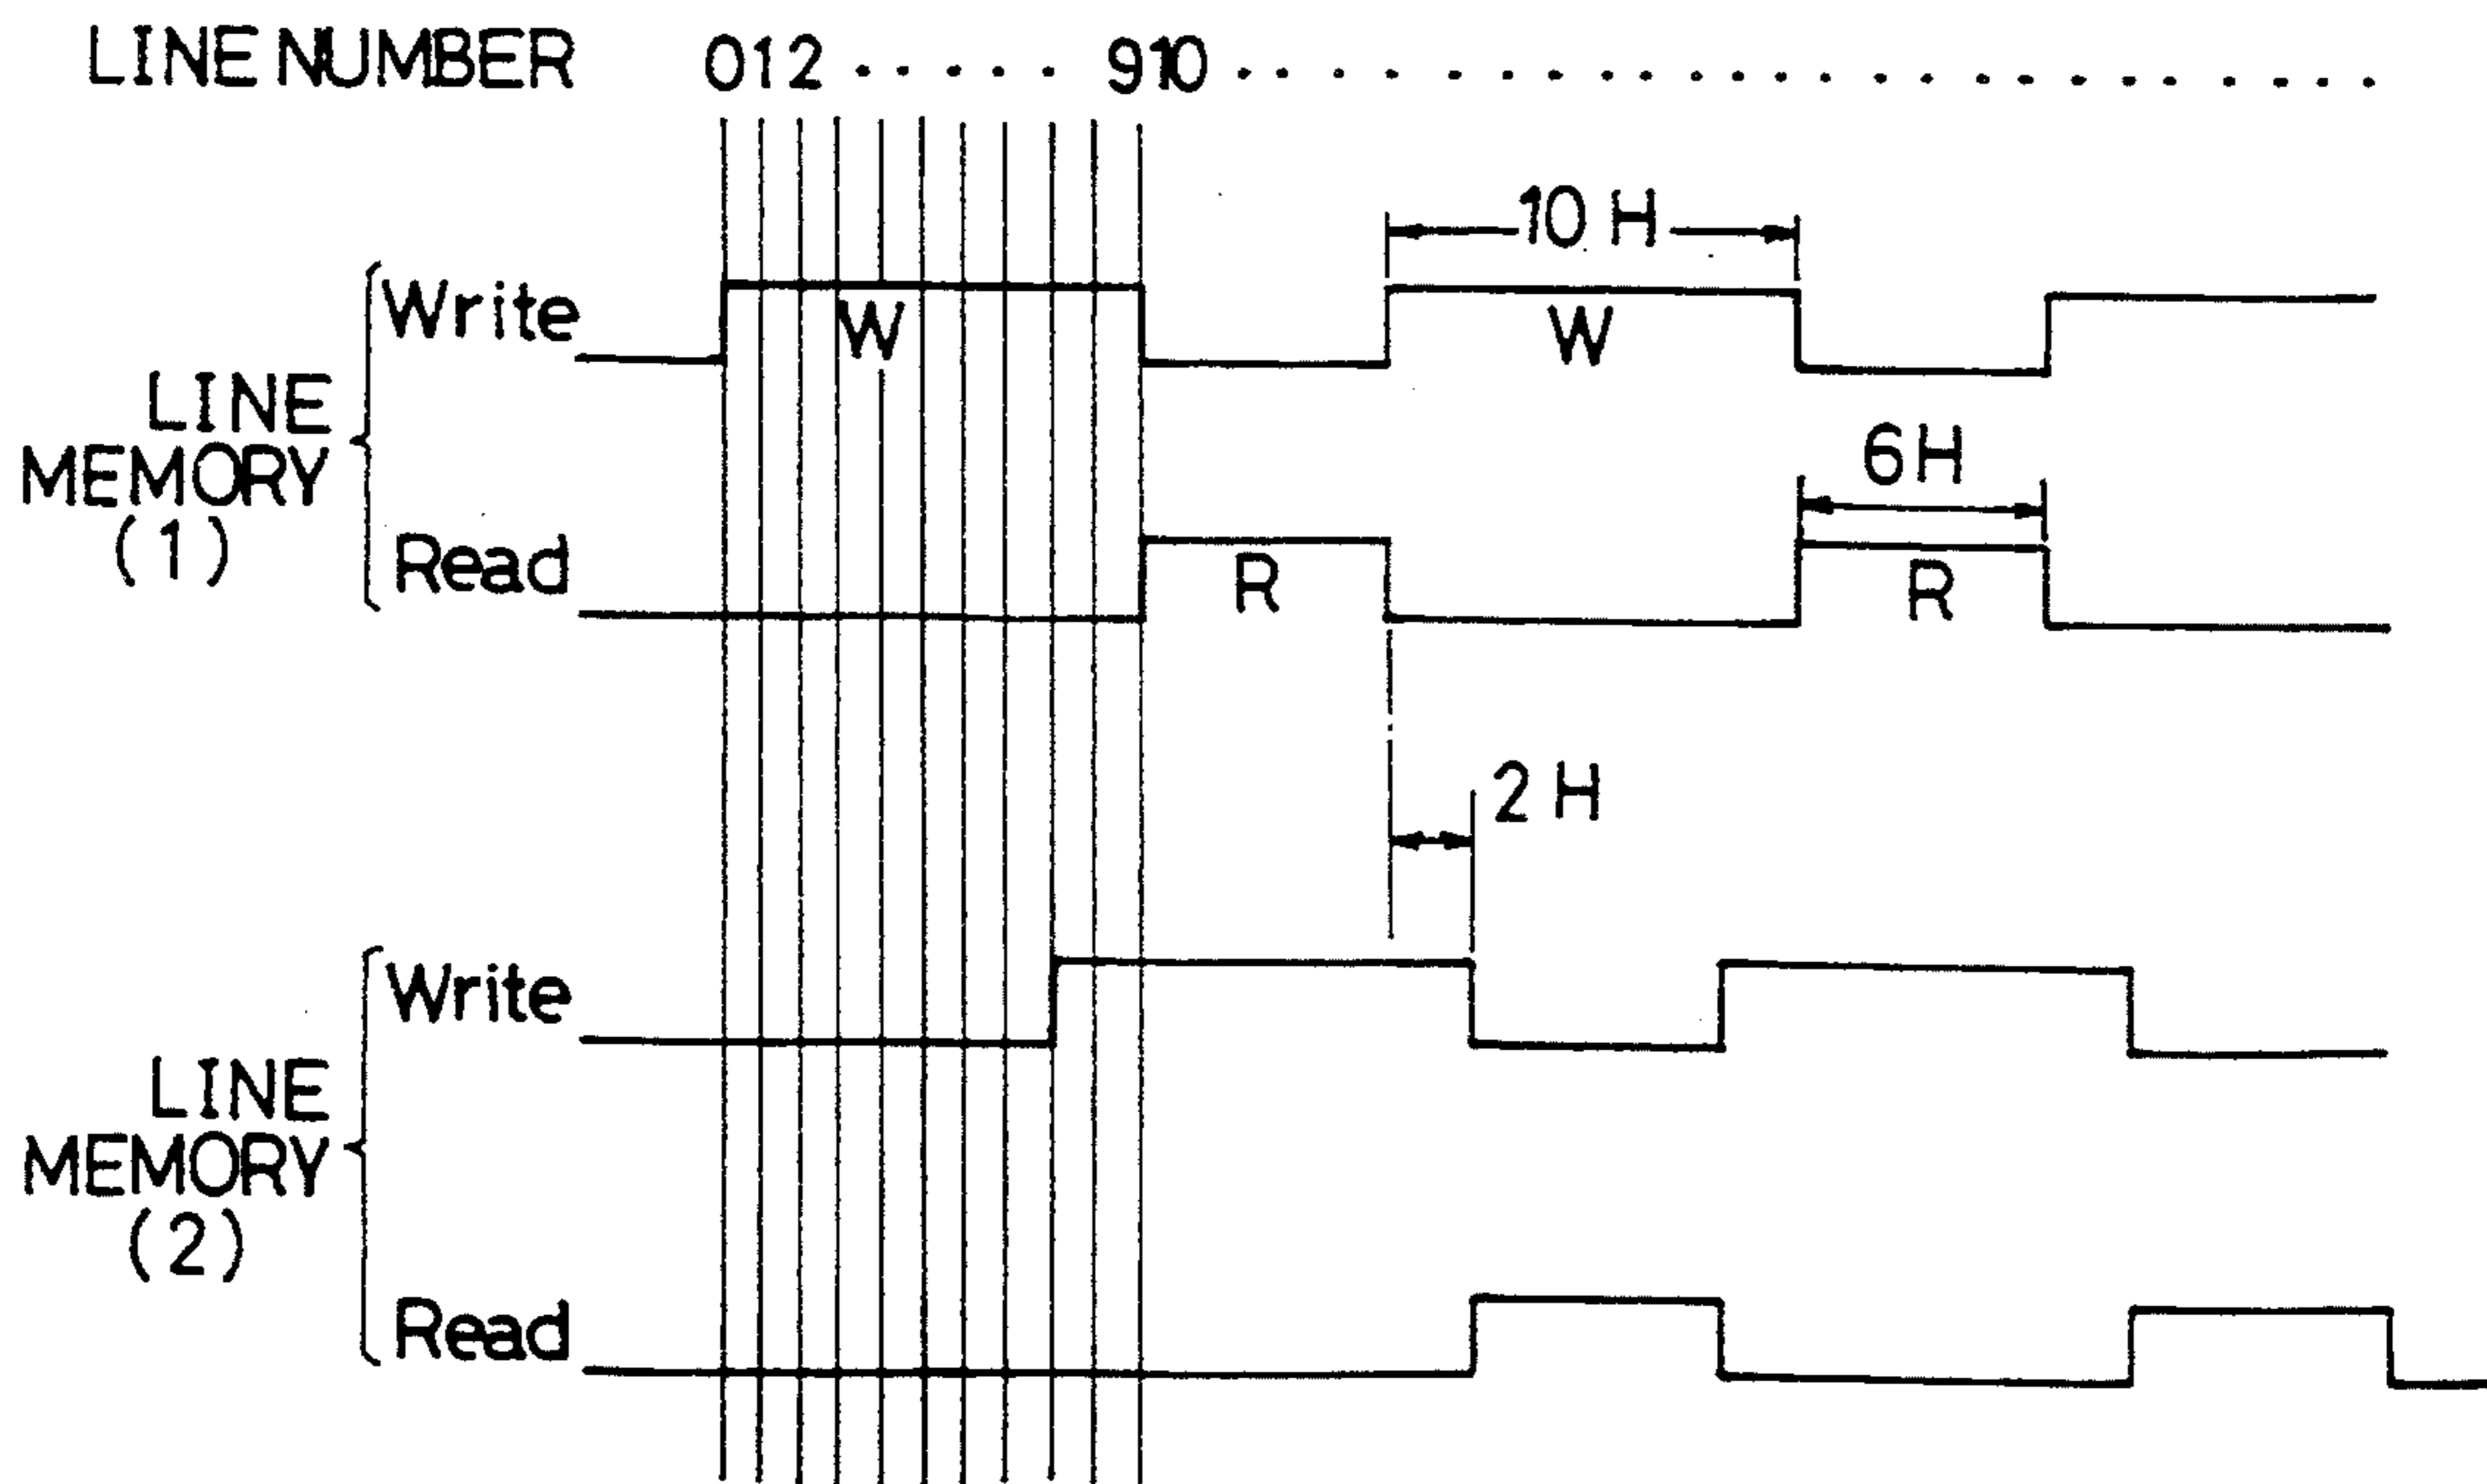 LINE NUMBER 012 ..... 910 ........................
10 H
Write
W
W
LINE
MEMORY
(1)
6H
Read
R
R
2 H
Write
LINE
MEMORY
(2)
Read